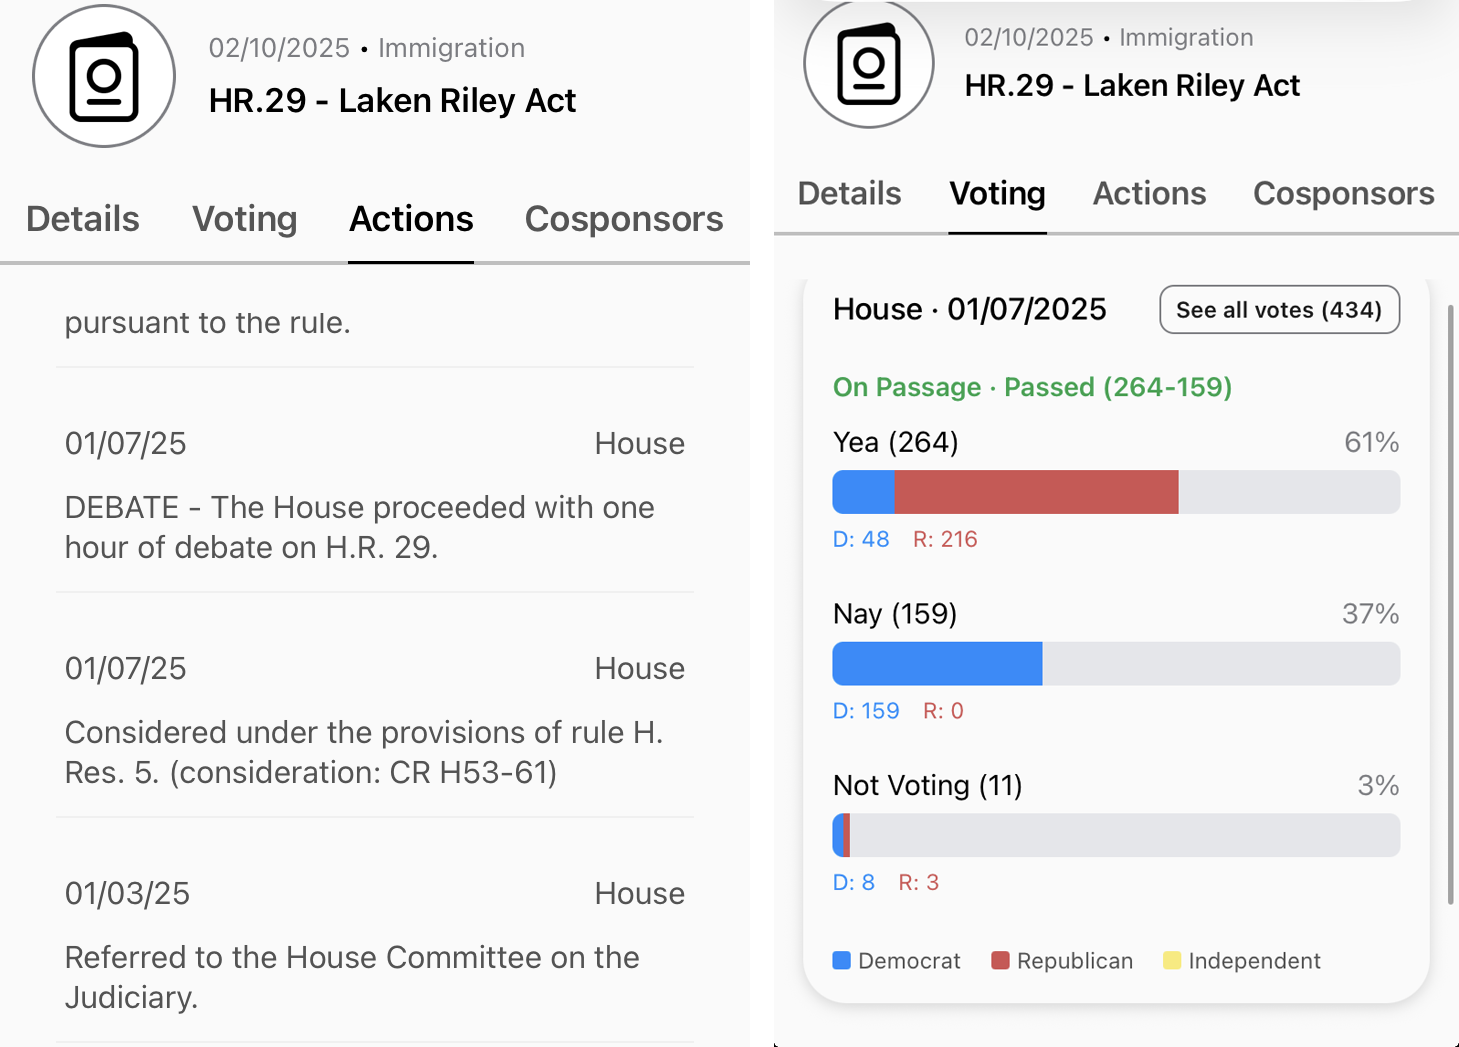 02/10/2025 • Immigration
HR.29 - Laken Riley Act
Details Voting Actions Cosponsors
pursuant to the rule.
01/07/25 House
DEBATE - The House proceeded with one
hour of debate on H.R. 29.
01/07/25 House
Considered under the provisions of rule H.
Res. 5. (consideration: CR H53-61)
01/03/25 House
Referred to the House Committee on the
Judiciary.
02/10/2025 • Immigration
HR.29 - Laken Riley Act
Details Voting Actions Cosponsors
House · 01/07/2025 See all votes (434)
On Passage · Passed (264-159)
Yea (264) 61%
D: 48 R: 216
Nay (159) 37%
D: 159 R: 0
Not Voting (11) 3%
D: 8 R: 3
Democrat Republican Independent